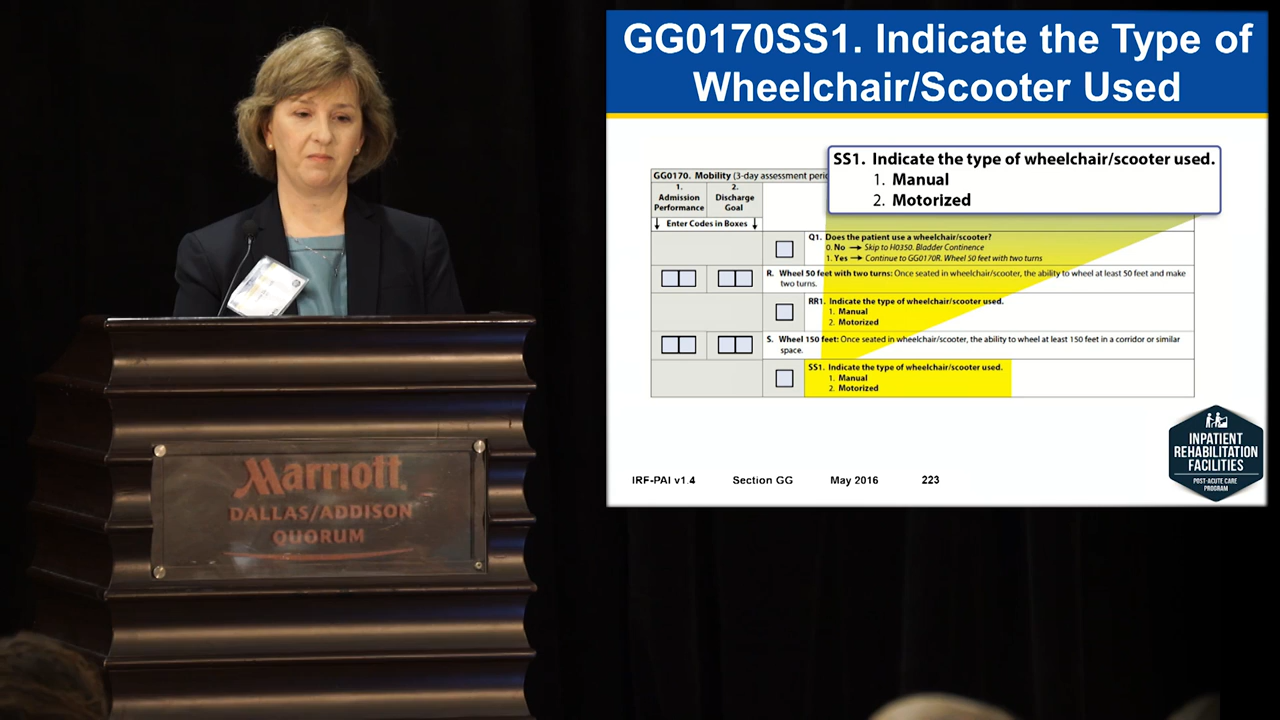 GG0170SS1. Indicate the Type of
Wheelchair/Scooter Used
SS1. Indicate the type of wheelchair/scooter used.
1. Manual
2. Motorized
GG0170. Mobility (3-day assessment
1.
Admission
Performance
2.
Discharge
Goal
↓ Enter Codes in Boxes ↓
Q1. Does the patient use a wheelchair/scooter?
0. No → Skip to H0350. Bladder Continence
1. Yes → Continue to GG0170R. Wheel 50 feet with two turns
R. Wheel 50 feet with two turns: Once seated in wheelchair/scooter, the ability to wheel at least 50 feet and make
two turns.
RR1. Indicate the type of wheelchair/scooter used.
1. Manual
2. Motorized
S. Wheel 150 feet: Once seated in wheelchair/scooter, the ability to wheel at least 150 feet in a corridor or similar
space.
SS1. Indicate the type of wheelchair/scooter used.
1. Manual
2. Motorized
INPATIENT
REHABILITATION
FACILITIES
POST-ACUTE CARE
PROGRAM
IRF-PAI v1.4 Section GG May 2016 223
Marriott
DALLAS/ADDISON
QUORUM